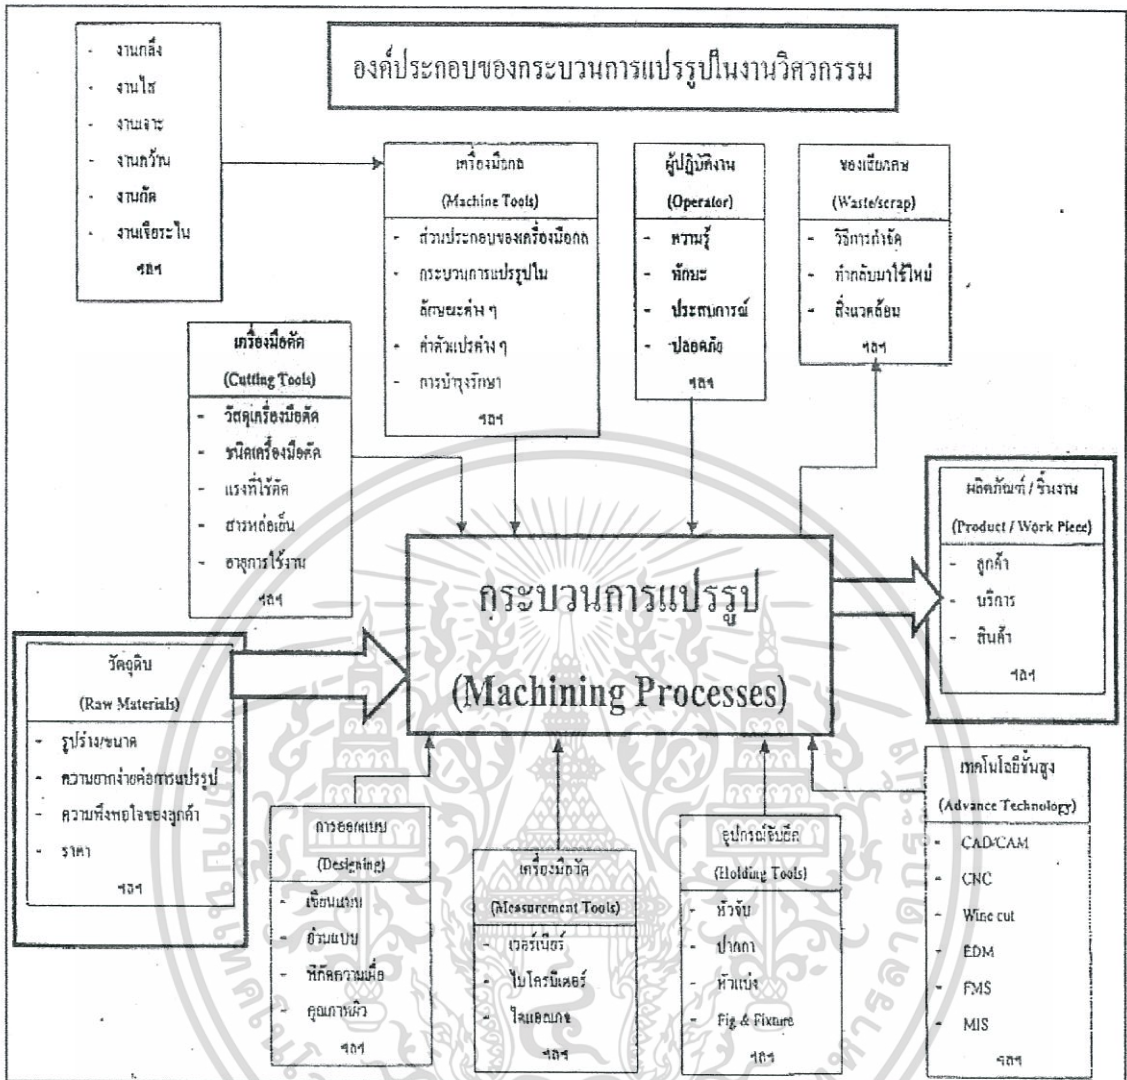 องค์ประกอบของกระบวนการแปรรูปในงานวิศวกรรม
- งานกลึง
- งานไส
- งานเจาะ
- งานคว้าน
- งานกัด
- งานเจียระไน
ฯลฯ
เครื่องมือกล
(Machine Tools)
- ส่วนประกอบของเครื่องมือกล
- กระบวนการแปรรูปใน
ลักษณะต่าง ๆ
- ค่าตัวแปรต่าง ๆ
- การบำรุงรักษา
ฯลฯ
ผู้ปฏิบัติงาน
(Operator)
- ความรู้
- ทักษะ
- ประสบการณ์
- ปลอดภัย
ฯลฯ
ของเสีย/เศษ
(Waste/scrap)
- วิธีการกำจัด
- ทำกลับมาใช้ใหม่
- สิ่งแวดล้อม
ฯลฯ
เครื่องมือตัด
(Cutting Tools)
- วัสดุเครื่องมือตัด
- ชนิดเครื่องมือตัด
- แรงที่ใช้ตัด
- สารหล่อเย็น
- อายุการใช้งาน
ฯลฯ
กระบวนการแปรรูป
(Machining Processes)
ผลิตภัณฑ์ / ชิ้นงาน
(Product / Work Piece)
- ลูกค้า
- บริการ
- สินค้า
ฯลฯ
วัตถุดิบ
(Raw Materials)
- รูปร่าง/ขนาด
- ความยากง่ายต่อการแปรรูป
- ความพึงพอใจของลูกค้า
- ราคา
ฯลฯ
การออกแบบ
(Designing)
- เขียนแบบ
- อ่านแบบ
- พิกัดความเผื่อ
- คุณภาพผิว
ฯลฯ
เครื่องมือวัด
(Measurement Tools)
- เวอร์เนียร์
- ไมโครมิเตอร์
- ไดแอลเกจ
ฯลฯ
อุปกรณ์จับยึด
(Holding Tools)
- หัวจับ
- ปากกา
- หัวแบ่ง
- Fig & Fixture
ฯลฯ
เทคโนโลยีชั้นสูง
(Advance Technology)
- CAD/CAM
- CNC
- Wine cut
- EDM
- FMS
- MIS
ฯลฯ